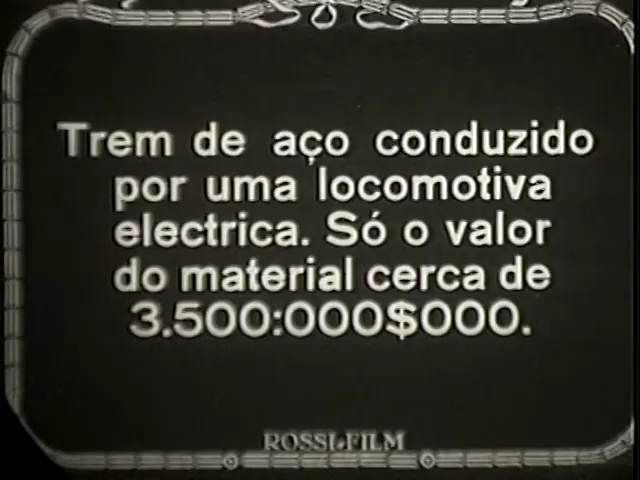 Trem de aço conduzido
por uma locomotiva
electrica. Só o valor
do material cerca de
3.500:000$000.
ROSSI-FILM